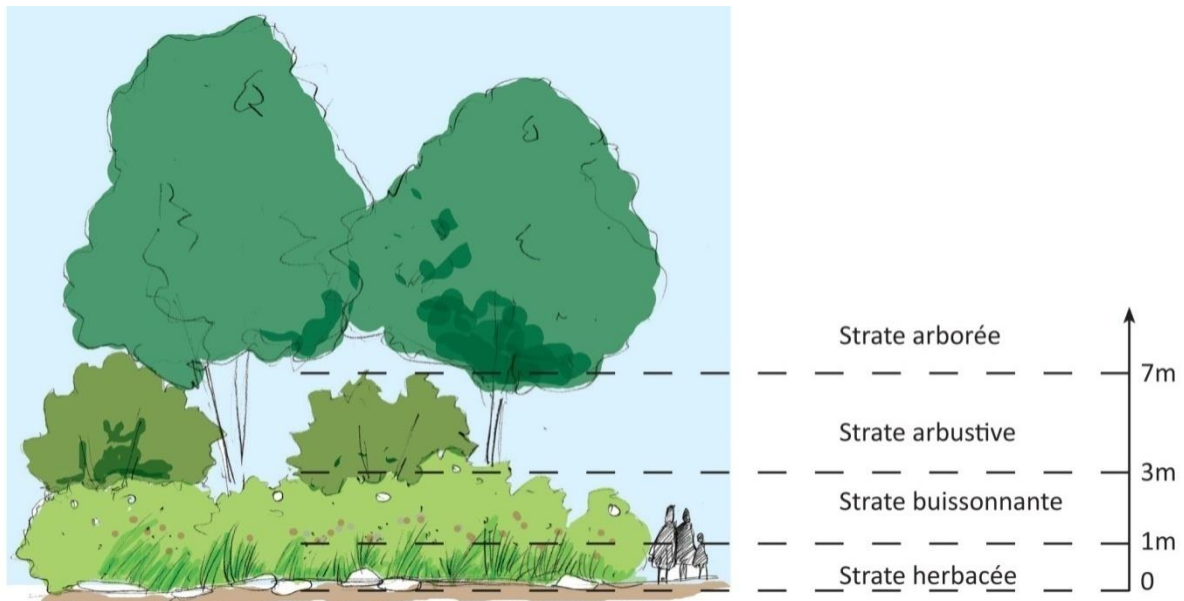 Strate arborée
7m
Strate arbustive
3m
Strate buissonnante
1m
Strate herbacée
0